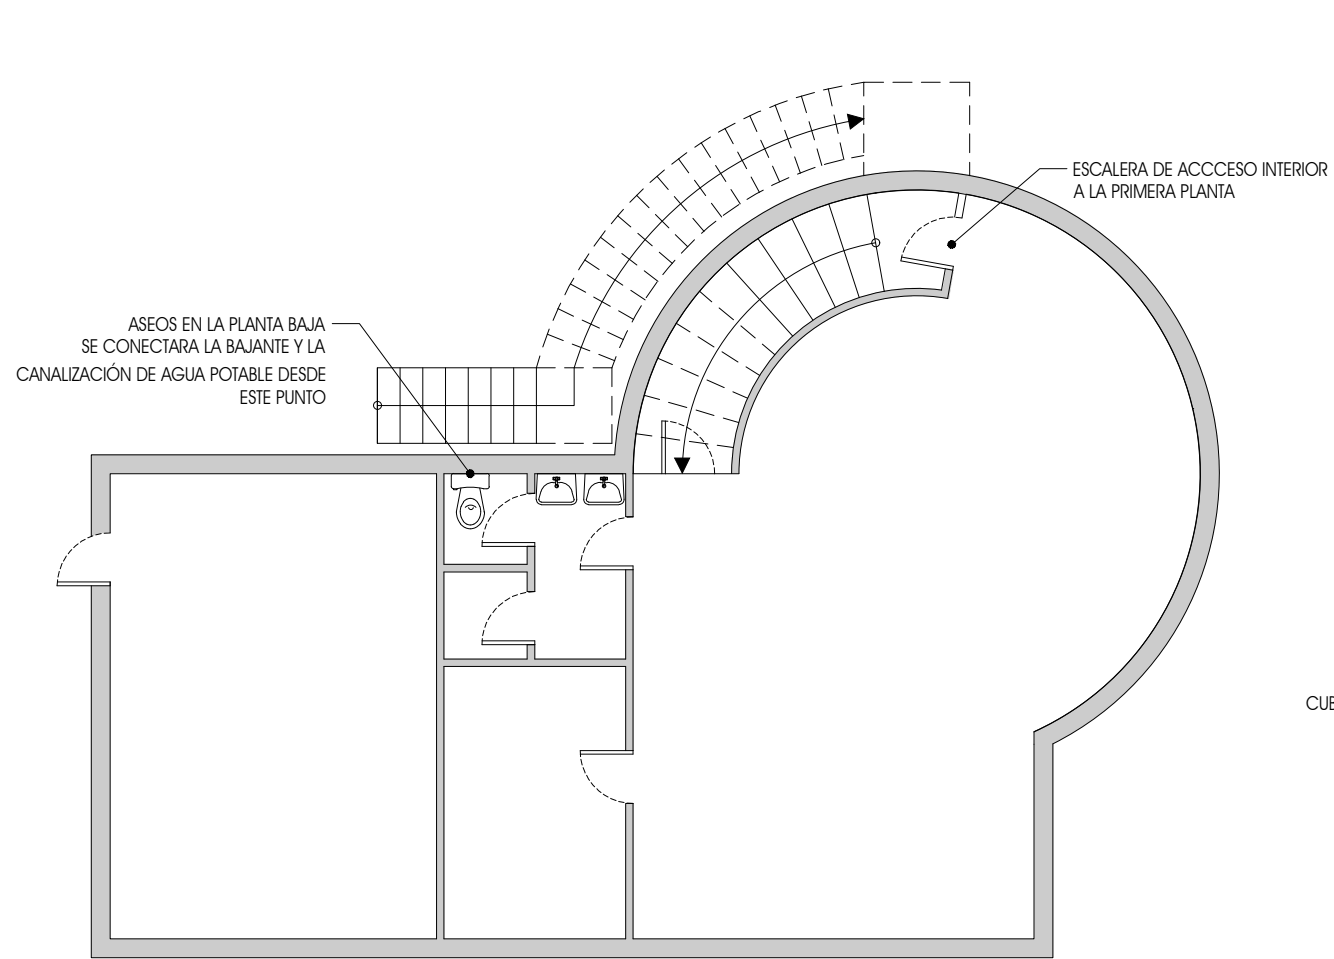 ESCALERA DE ACCCESO INTERIOR
A LA PRIMERA PLANTA
ASEOS EN LA PLANTA BAJA
SE CONECTARA LA BAJANTE Y LA
CANALIZACIÓN DE AGUA POTABLE DESDE
ESTE PUNTO
CUB